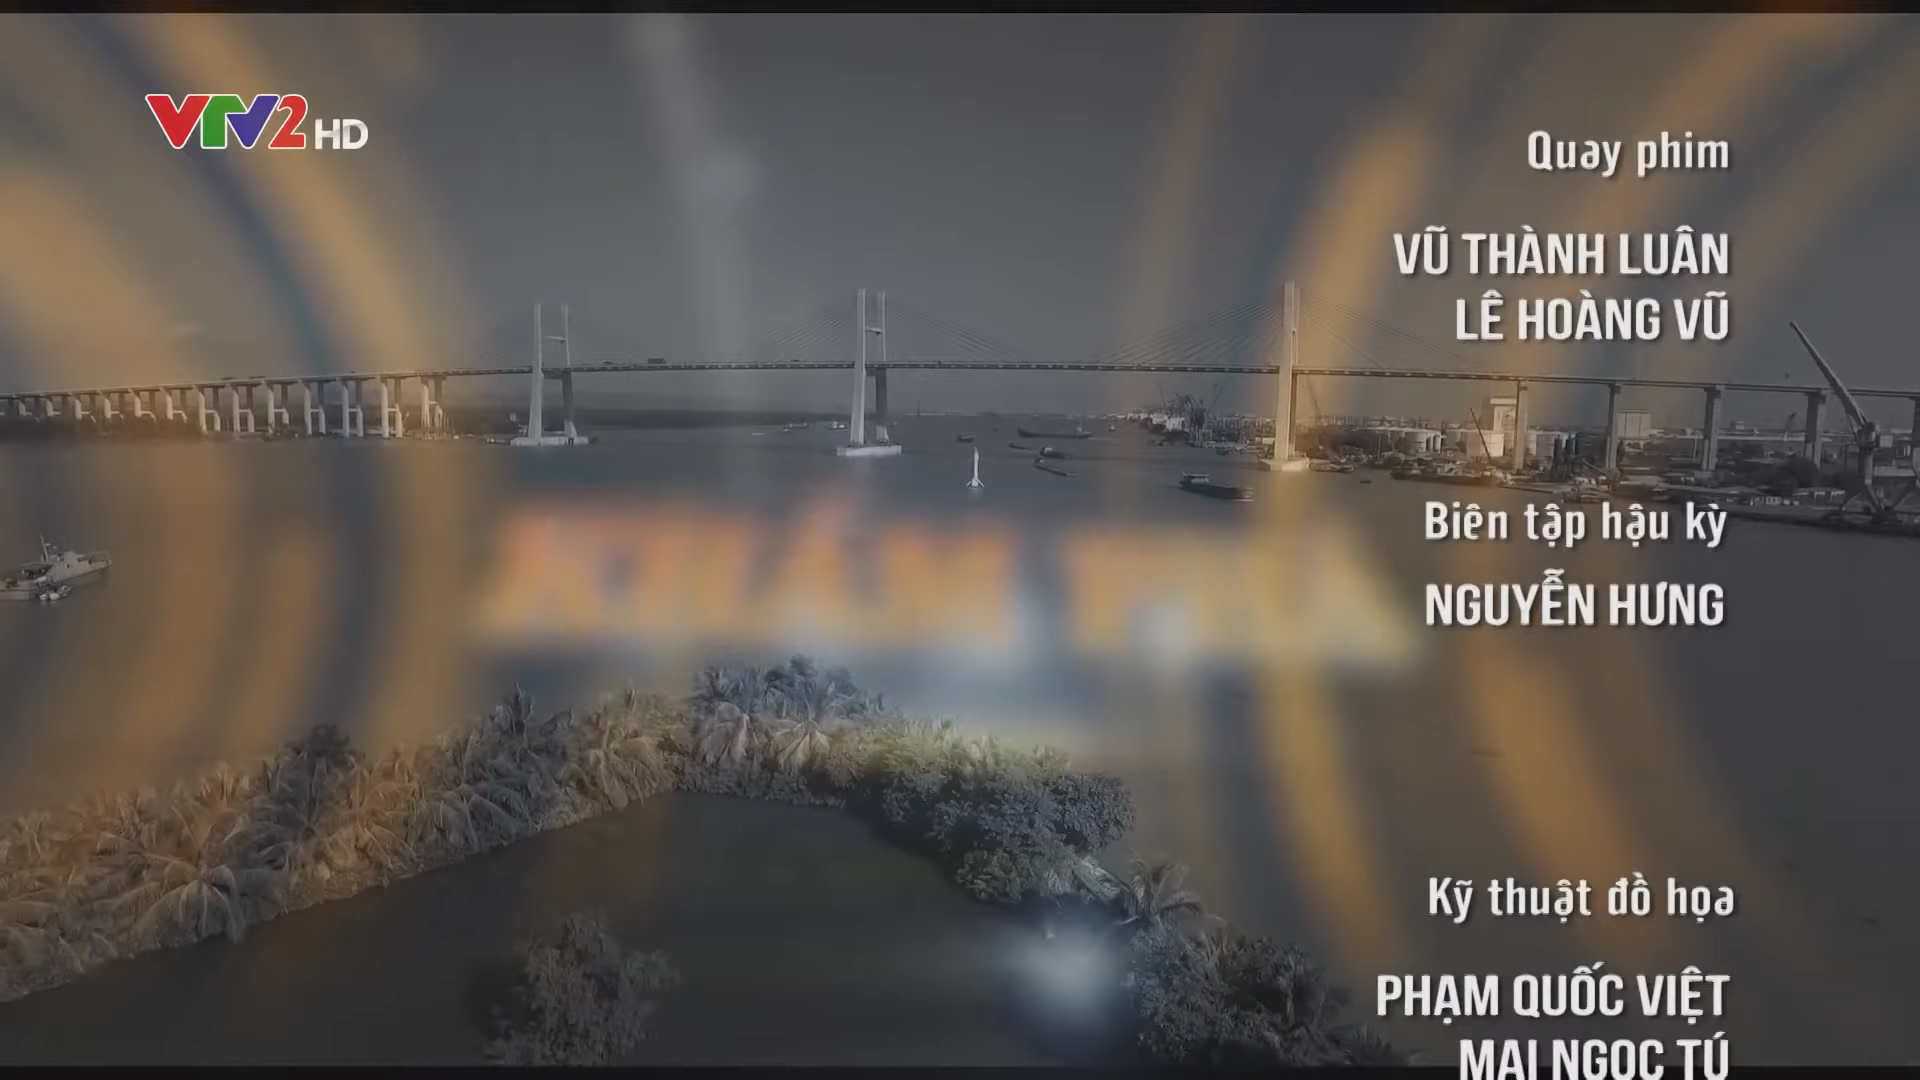 VTV2 HD
Quay phim
VŨ THÀNH LUÂN
LÊ HOÀNG VŨ
Biên tập hậu kỳ
NGUYỄN HƯNG
Kỹ thuật đồ họa
PHẠM QUỐC VIỆT
MAI NGỌC TÚ